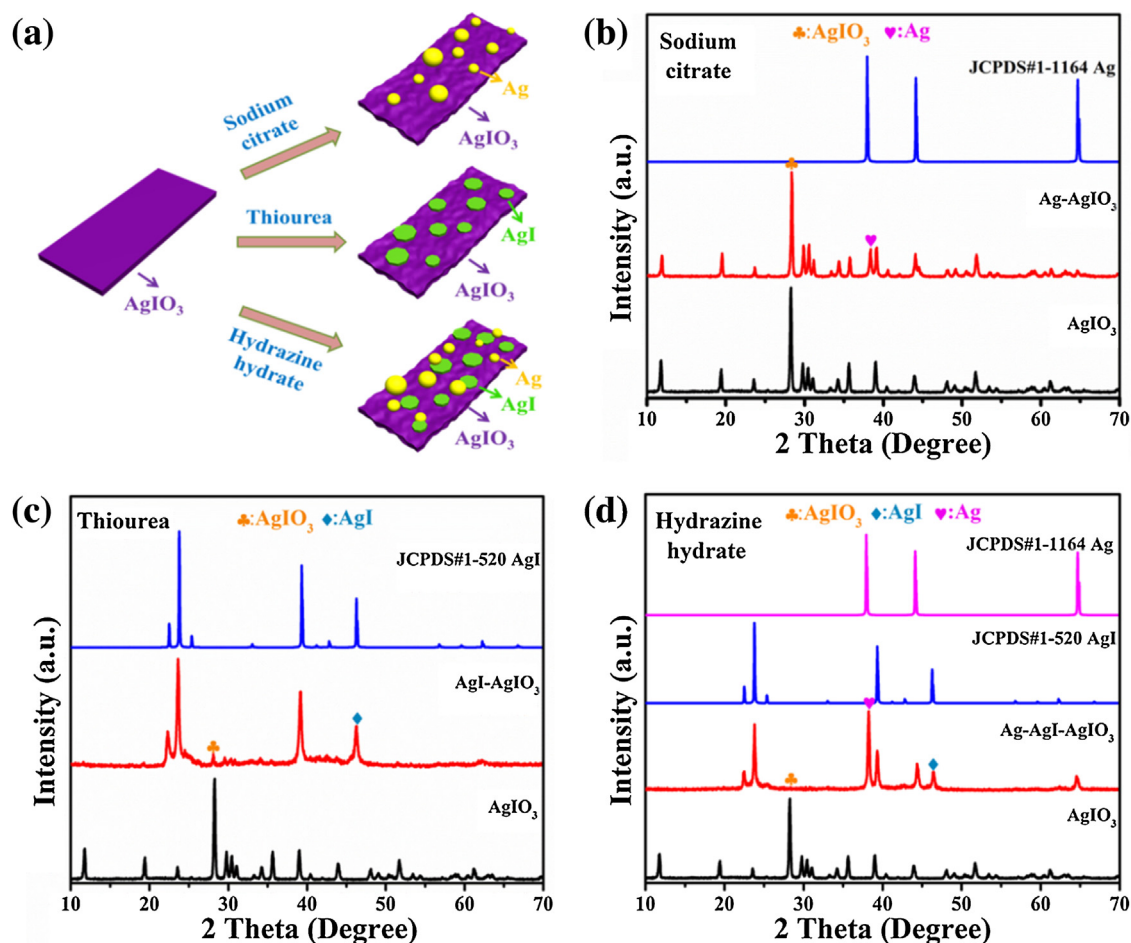 (a)
Sodium
citrate
Ag
AgIO₃
Thiourea
AgI
AgIO₃
AgIO₃
Hydrazine
hydrate
Ag
AgI
AgIO₃
(b)
Sodium
citrate
♣:AgIO₃ ♥:Ag
JCPDS#1-1164 Ag
Ag-AgIO₃
AgIO₃
Intensity (a.u.)
10 20 30 40 50 60 70
2 Theta (Degree)
(c)
Thiourea
♣:AgIO₃ ♦:AgI
JCPDS#1-520 AgI
AgI-AgIO₃
AgIO₃
Intensity (a.u.)
10 20 30 40 50 60 70
2 Theta (Degree)
(d)
Hydrazine
hydrate
♣:AgIO₃ ♦:AgI ♥:Ag
JCPDS#1-1164 Ag
JCPDS#1-520 AgI
Ag-AgI-AgIO₃
AgIO₃
Intensity (a.u.)
10 20 30 40 50 60 70
2 Theta (Degree)